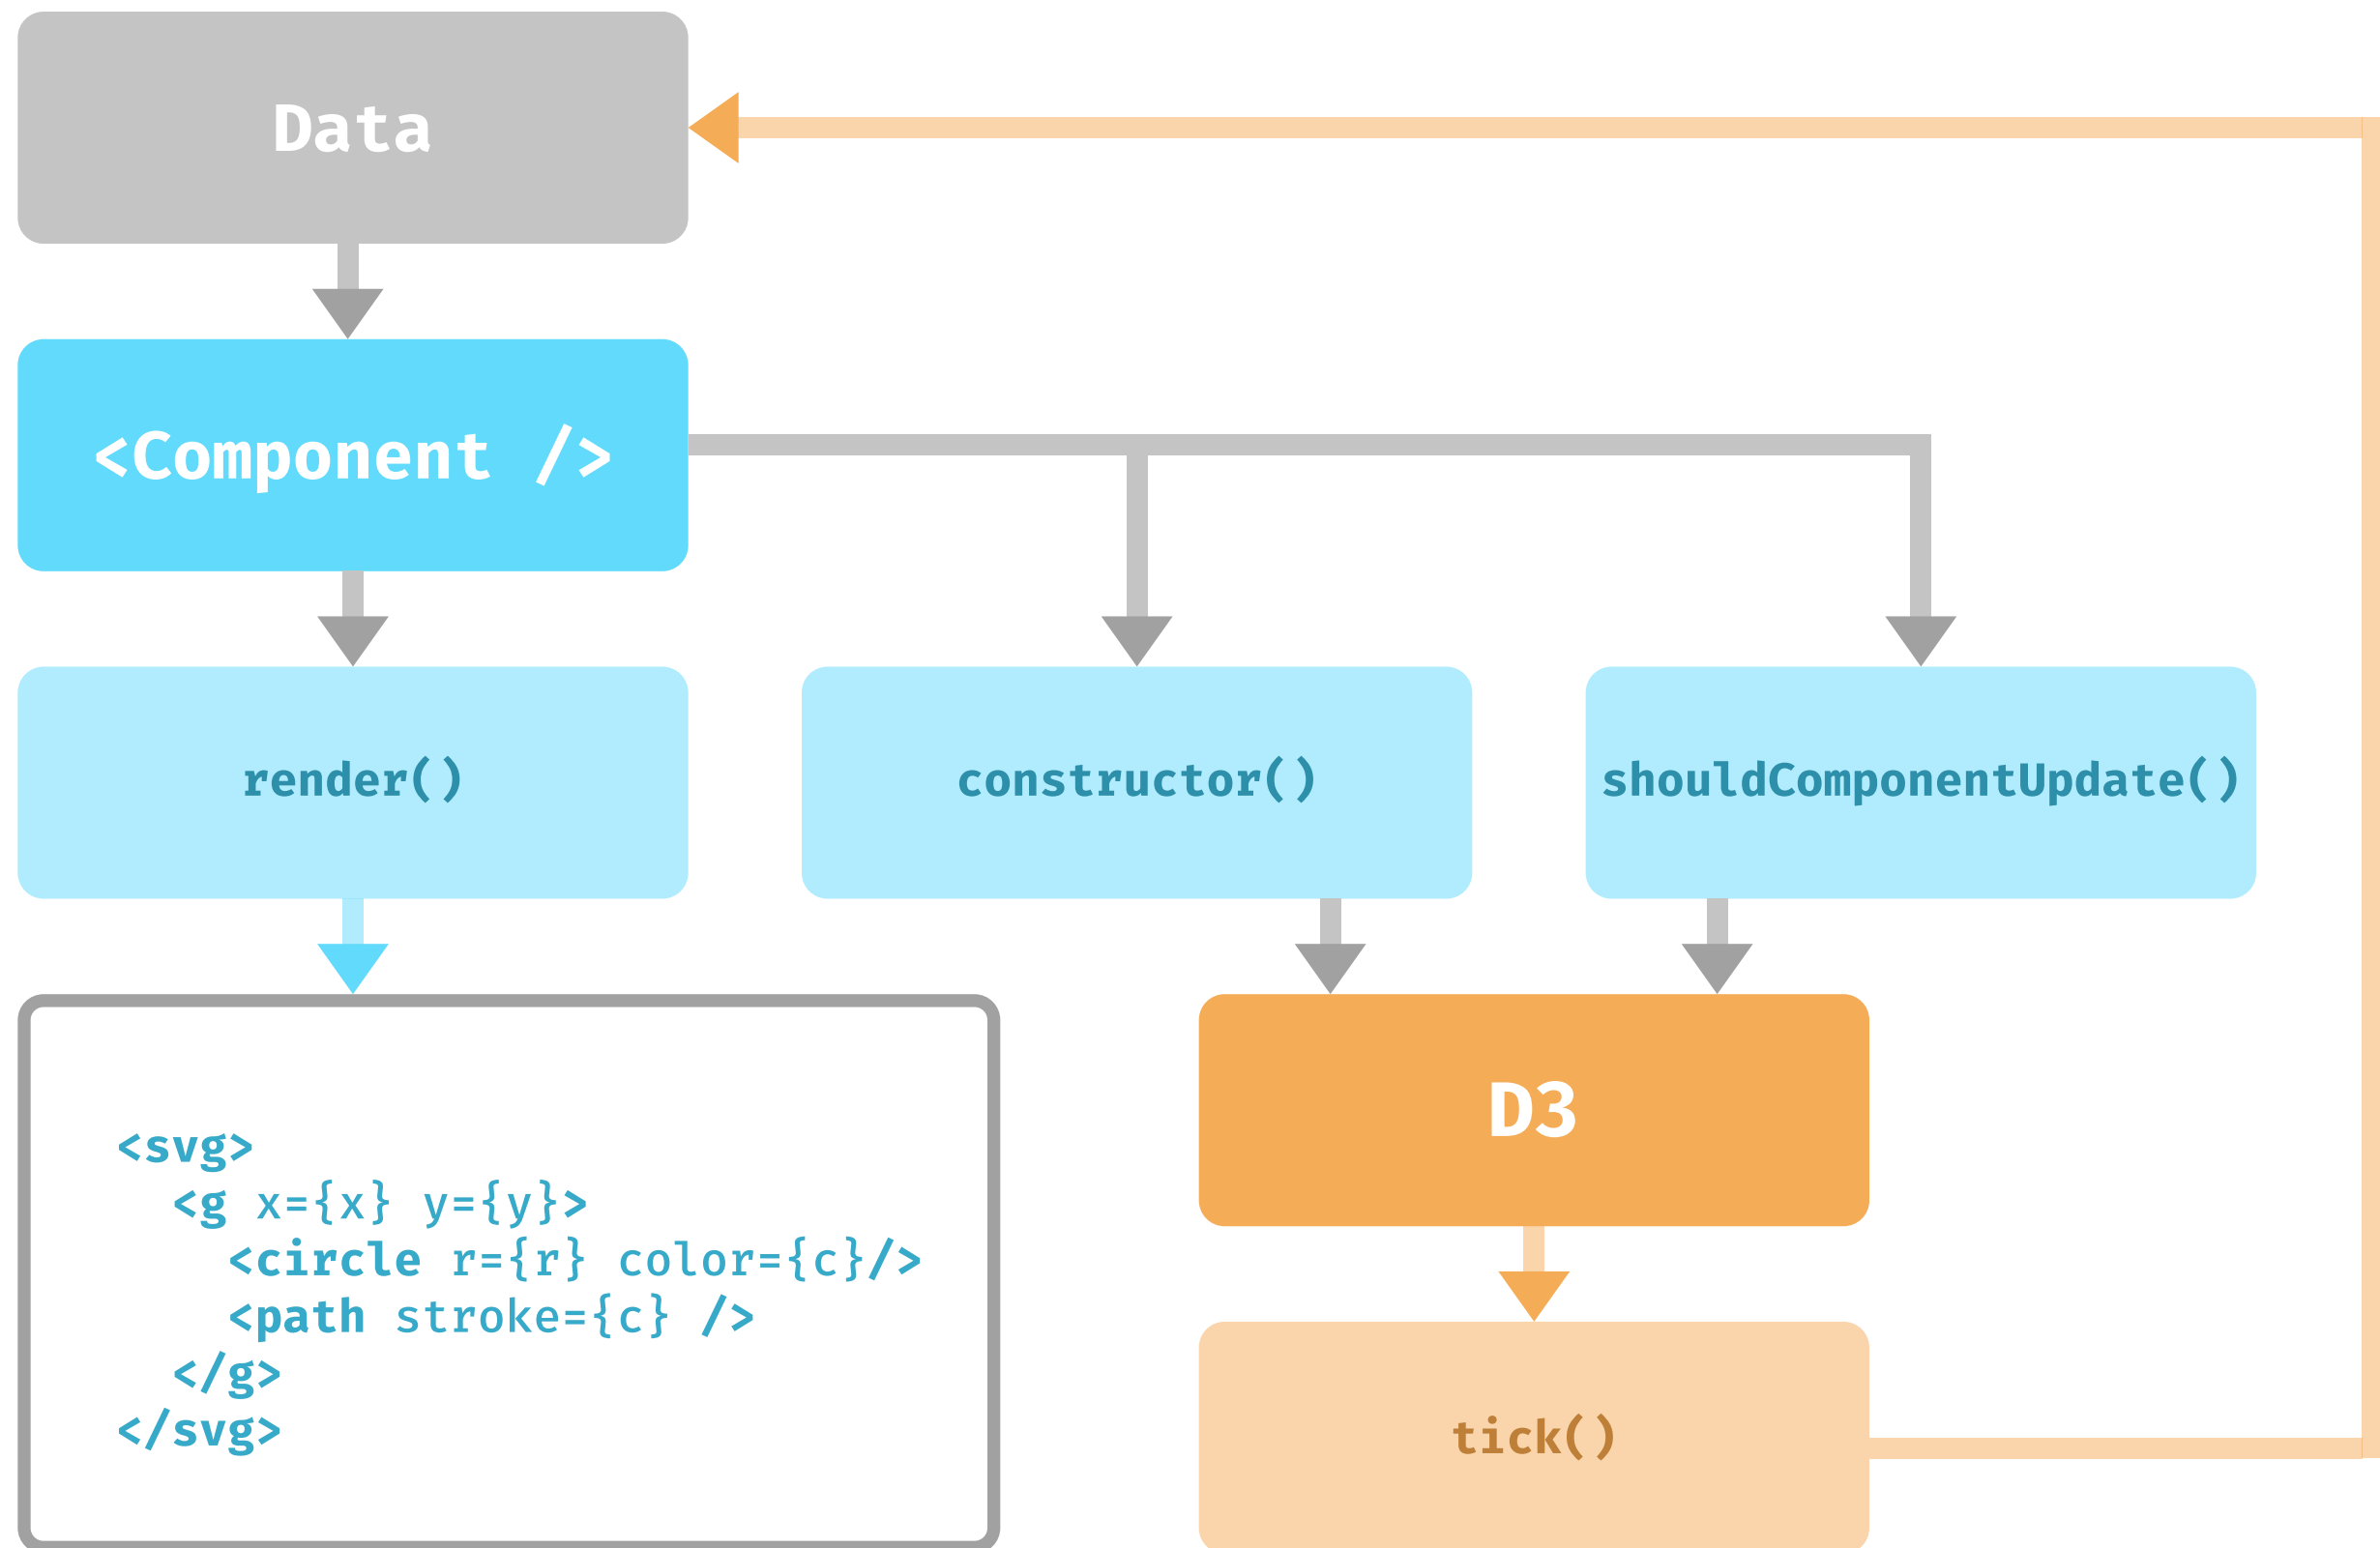 Data
<Component />
render()
constructor()
shouldComponentUpdate()
<svg>
<g x={x} y={y}>
<circle r={r} color={c}/>
<path stroke={c} />
</g>
</svg>
D3
tick()